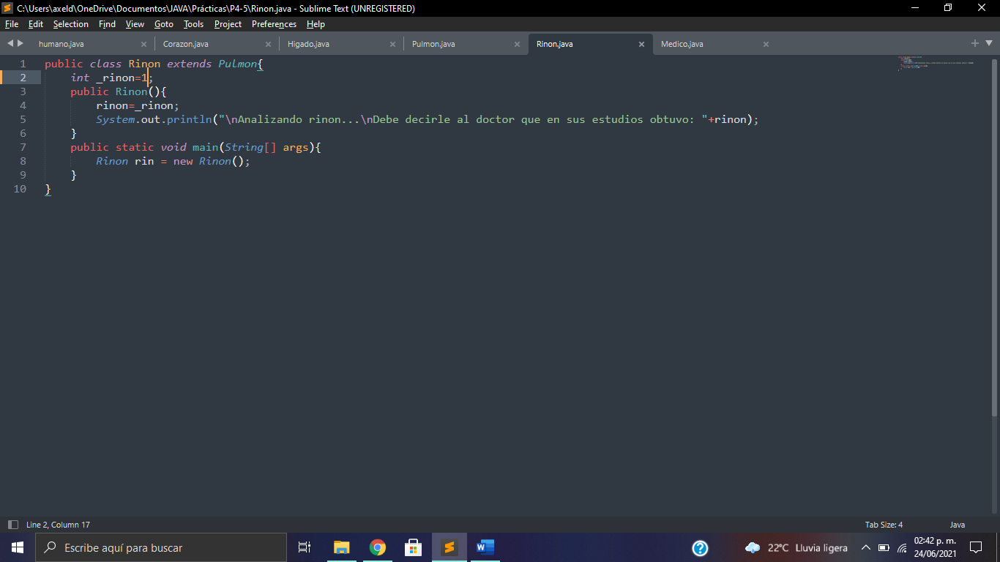 C:\Users\axeld\OneDrive\Documentos\JAVA\Prácticas\P4-5\Rinon.java - Sublime Text (UNREGISTERED)
File Edit Selection Find View Goto Tools Project Preferences Help
humano.java Corazon.java Higado.java Pulmon.java Rinon.java Medico.java
1 public class Rinon extends Pulmon{
2 int _rinon=1;
3 public Rinon(){
4 rinon=_rinon;
5 System.out.println("\nAnalizando rinon...\nDebe decirle al doctor que en sus estudios obtuvo: "+rinon);
6 }
7 public static void main(String[] args){
8 Rinon rin = new Rinon();
9 }
10 }
Line 2, Column 17 Tab Size: 4 Java
Escribe aquí para buscar
22°C Lluvia ligera
02:42 p. m.
24/06/2021